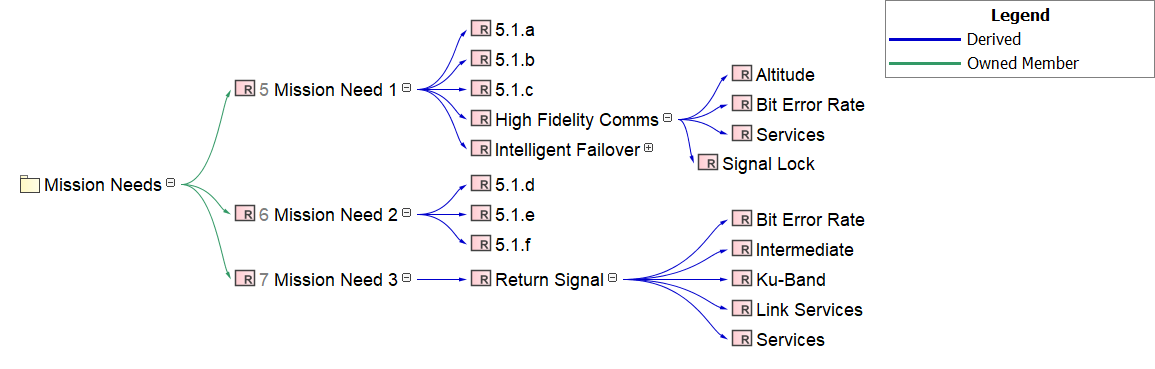 Legend
Derived
Owned Member
Mission Needs
R 5 Mission Need 1
R 5.1.a
R 5.1.b
R 5.1.c
R High Fidelity Comms
R Altitude
R Bit Error Rate
R Services
R Signal Lock
R Intelligent Failover
R 6 Mission Need 2
R 5.1.d
R 5.1.e
R 5.1.f
R 7 Mission Need 3
R Return Signal
R Bit Error Rate
R Intermediate
R Ku-Band
R Link Services
R Services